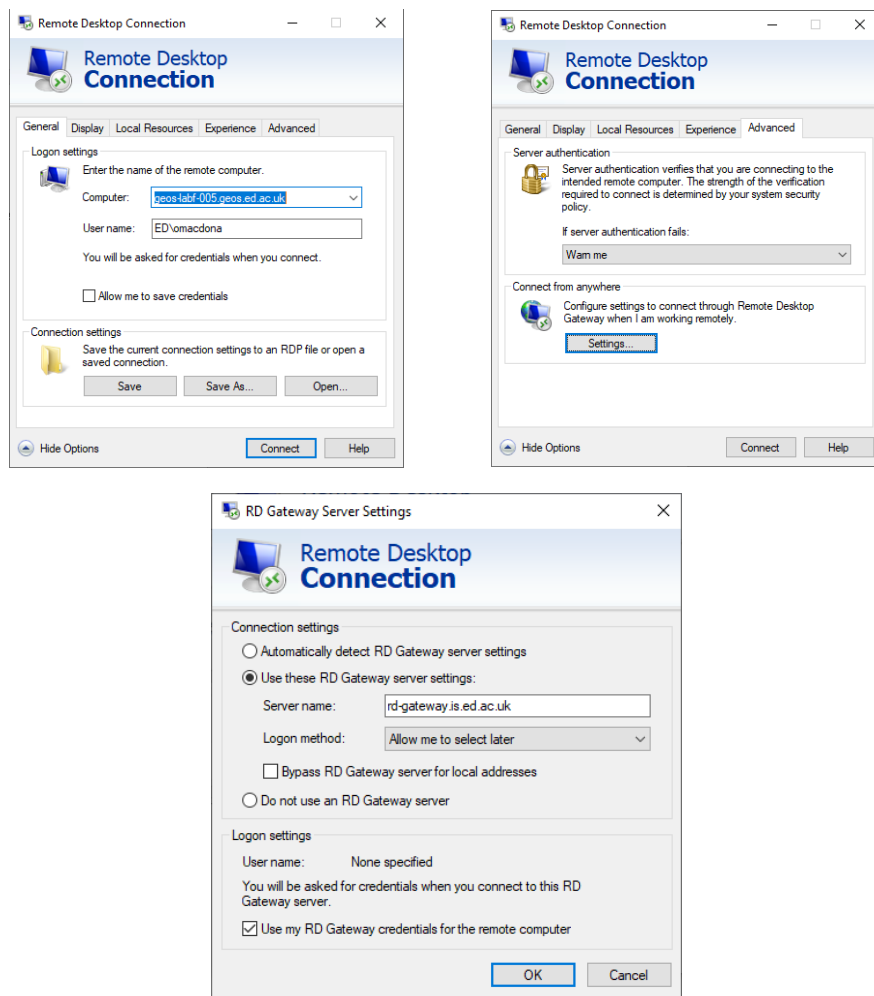 Remote Desktop Connection
Remote Desktop
Connection
General Display Local Resources Experience Advanced
Logon settings
Enter the name of the remote computer.
Computer: geos-labf-005.geos.ed.ac.uk
User name: ED\omacdona
You will be asked for credentials when you connect.
Allow me to save credentials
Connection settings
Save the current connection settings to an RDP file or open a
saved connection.
Save Save As... Open...
Hide Options Connect Help
Remote Desktop Connection
Remote Desktop
Connection
General Display Local Resources Experience Advanced
Server authentication
Server authentication verifies that you are connecting to the
intended remote computer. The strength of the verification
required to connect is determined by your system security
policy.
If server authentication fails:
Warn me
Connect from anywhere
Configure settings to connect through Remote Desktop
Gateway when I am working remotely.
Settings...
Hide Options Connect Help
RD Gateway Server Settings
Remote Desktop
Connection
Connection settings
Automatically detect RD Gateway server settings
Use these RD Gateway server settings:
Server name: rd-gateway.is.ed.ac.uk
Logon method: Allow me to select later
Bypass RD Gateway server for local addresses
Do not use an RD Gateway server
Logon settings
User name: None specified
You will be asked for credentials when you connect to this RD
Gateway server.
Use my RD Gateway credentials for the remote computer
OK Cancel